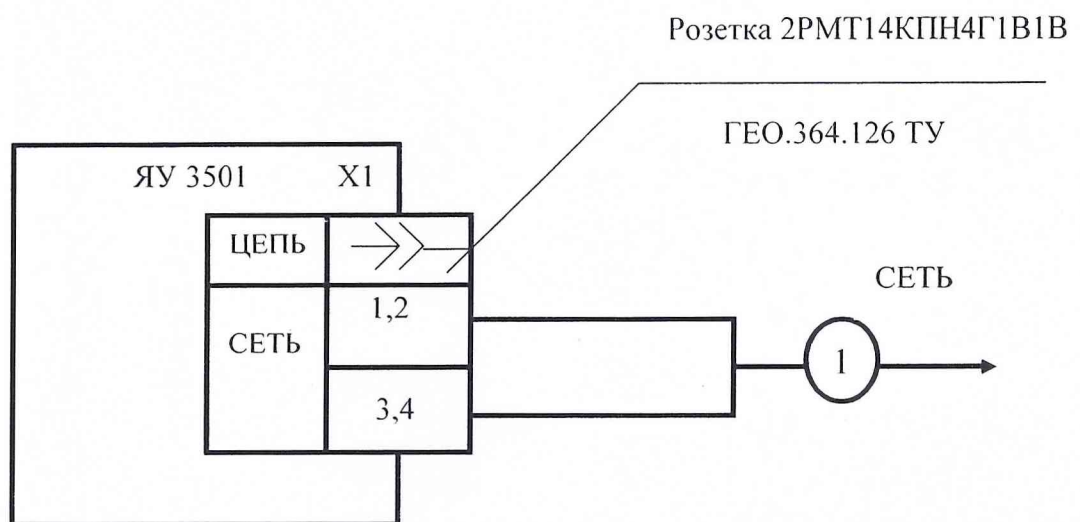 Розетка 2РМТ14КПН4Г1В1В
ГЕО.364.126 ТУ
ЯУ 3501
X1
ЦЕПЬ
СЕТЬ
1,2
3,4
СЕТЬ
1